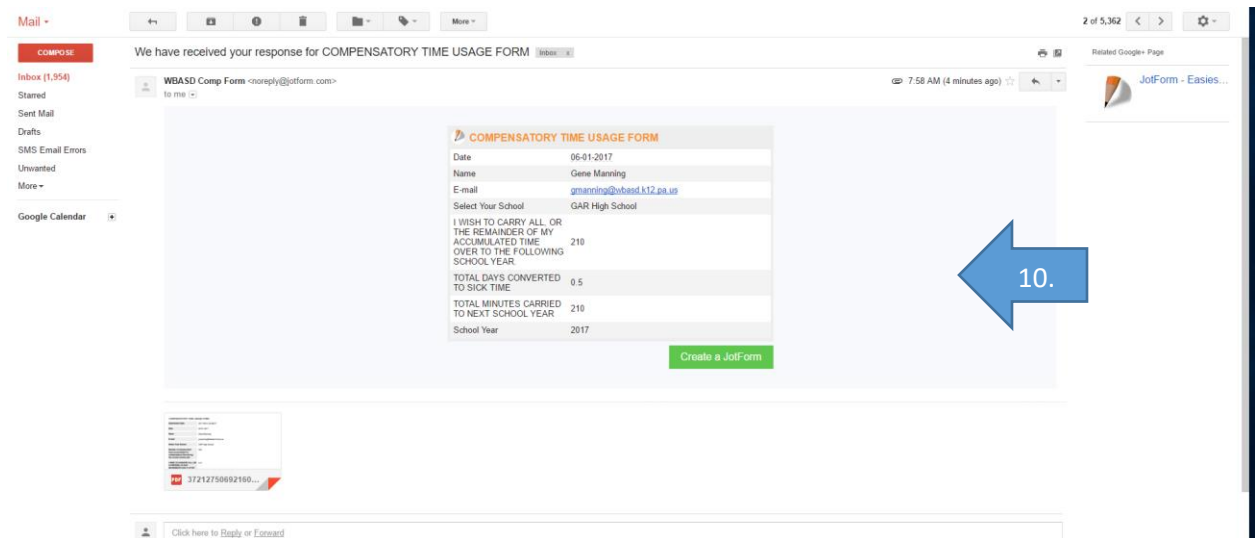 Mail
More
2 of 5,362
COMPOSE
Inbox (1,954)
Starred
Sent Mail
Drafts
SMS Email Errors
Unwanted
More
Google Calendar
We have received your response for COMPENSATORY TIME USAGE FORM Inbox x
WBASD Comp Form <noreply@jotform.com>
to me
7:58 AM (4 minutes ago)
Related Google+ Page
JotForm - Easies...
COMPENSATORY TIME USAGE FORM
Date 06-01-2017
Name Gene Manning
E-mail gmanning@wbasd.k12.pa.us
Select Your School GAR High School
I WISH TO CARRY ALL, OR
THE REMAINDER OF MY
ACCUMULATED TIME 210
OVER TO THE FOLLOWING
SCHOOL YEAR.
TOTAL DAYS CONVERTED
TO SICK TIME 0.5
TOTAL MINUTES CARRIED
TO NEXT SCHOOL YEAR 210
School Year 2017
Create a JotForm
10.
PDF 37212750692160...
Click here to Reply or Forward